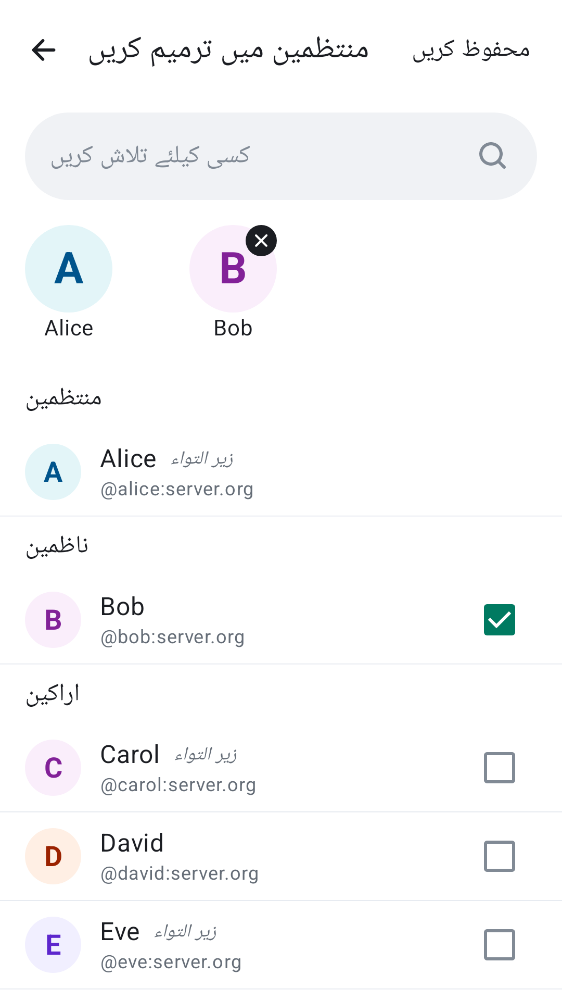 منتظمین میں ترمیم کریں
محفوظ کریں
کسی کیلئے تلاش کریں
A
B
Alice
Bob
منتظمین
A
Alice زیر التواء
@alice:server.org
ناظمین
B
Bob
@bob:server.org
اراکین
C
Carol زیر التواء
@carol:server.org
D
David
@david:server.org
E
Eve زیر التواء
@eve:server.org